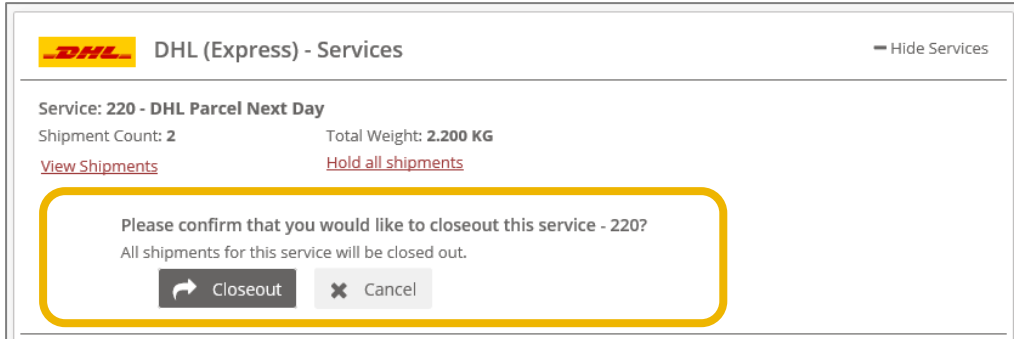 DHL DHL (Express) - Services Hide Services
Service: 220 - DHL Parcel Next Day
Shipment Count: 2 Total Weight: 2.200 KG
View Shipments Hold all shipments
Please confirm that you would like to closeout this service - 220?
All shipments for this service will be closed out.
Closeout Cancel